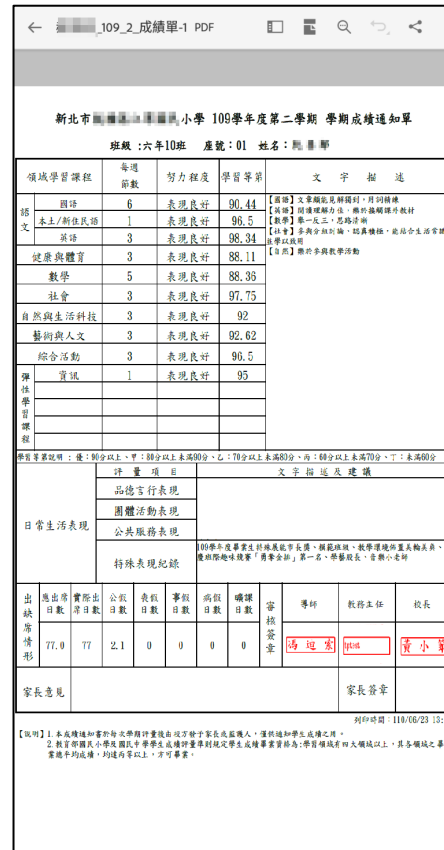 _109_2_成績單-1 PDF
新北市 小學 109學年度第二學期 學期成績通知單
班級 :六年10班 座號:01 姓名:
領域學習課程 每週節數 努力程度 學習等第 文 字 描 述
語文 國語 6 表現良好 90.44
本土/新住民語 1 表現良好 96.5
英語 3 表現良好 98.34
健康與體育 3 表現良好 88.11
數學 5 表現良好 88.36
社會 3 表現良好 97.75
自然與生活科技 3 表現良好 92
藝術與人文 3 表現良好 92.62
綜合活動 3 表現良好 96.5
彈性學習課程 資訊 1 表現良好 95
【國語】文章頗能見解獨到,用詞精練
【英語】閱讀理解力佳,樂於接觸課外教材
【數學】舉一反三,思路清晰
【社會】參與分組討論,認真積極,能結合生活常識
並學以致用
【自然】樂於參與教學活動
學習等第說明 : 優:90分以上、甲:80分以上未滿90分、乙:70分以上未滿80分、丙:60分以上未滿70分、丁:未滿60分
日常生活表現 評 量 項 目 文 字 描 述 及 建 議
品德言行表現
團體活動表現
公共服務表現
特殊表現紀錄
109學年度畢業生特殊展能市長獎、模範班級、教學環境佈置美輪美奐、
慶班際趣味競賽「勇奪金排」第一名、學藝股長、音樂小老師
出缺席情形 應出席日數 實際出席日數 公假日數 喪假日數 事假日數 病假日數 曠課日數 審核簽章 導師 教務主任 校長
77.0 77 2.1 0 0 0 0
家長意見 家長簽章
列印時間:110/06/23 13:
【說明】1.本成績通知書於每次學期評量後由校方發予家長或監護人,僅供通知學生成績之用。
2.教育部國民小學及國民中學學生成績評量準則規定學生成績畢業資格為:學習領域有四大領域以上,其各領域之畢
業總平均成績,均達丙等以上,方可畢業。